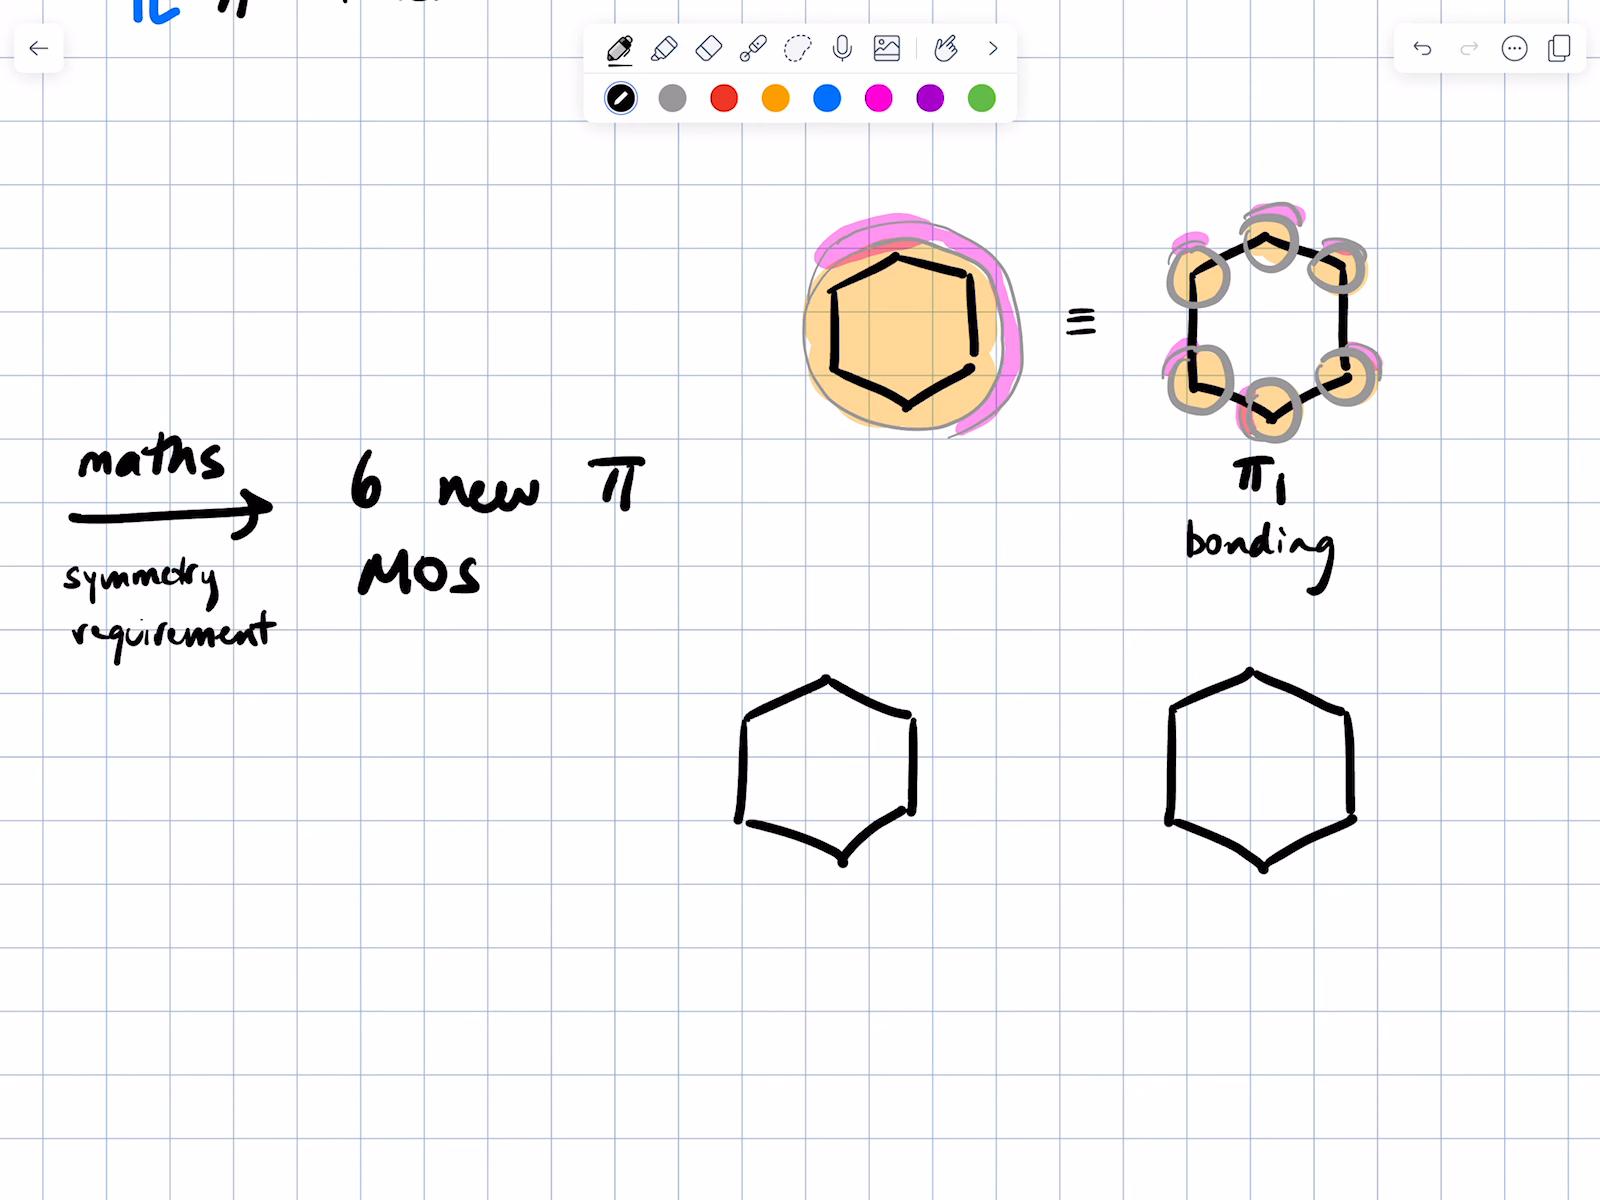 maths
symmetry
requirement
6 new π
MOs
≡
π1
bonding